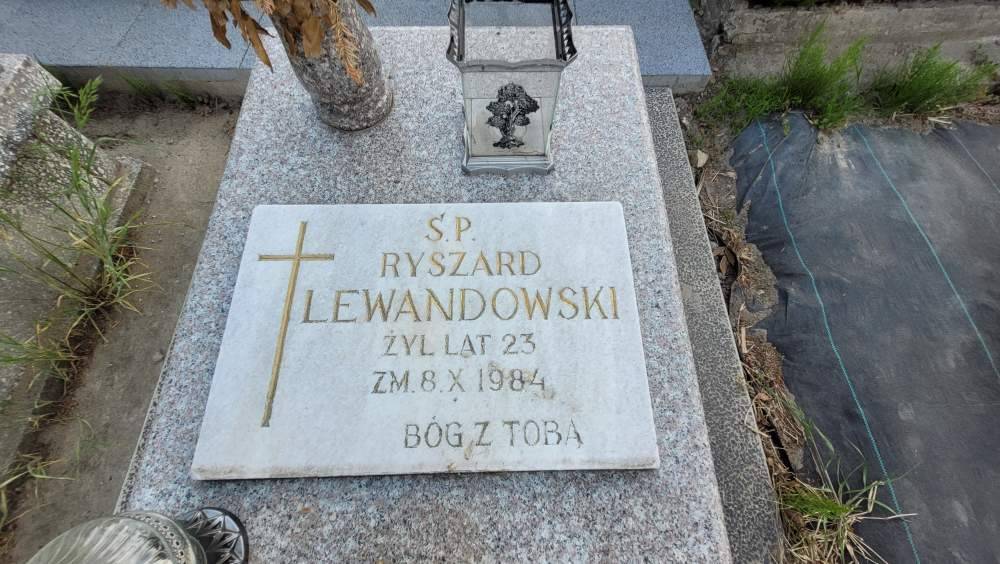 Ś.P.
RYSZARD
LEWANDOWSKI
ŻYŁ LAT 23
ZM. 8. X 1984
BÓG Z TOBĄ